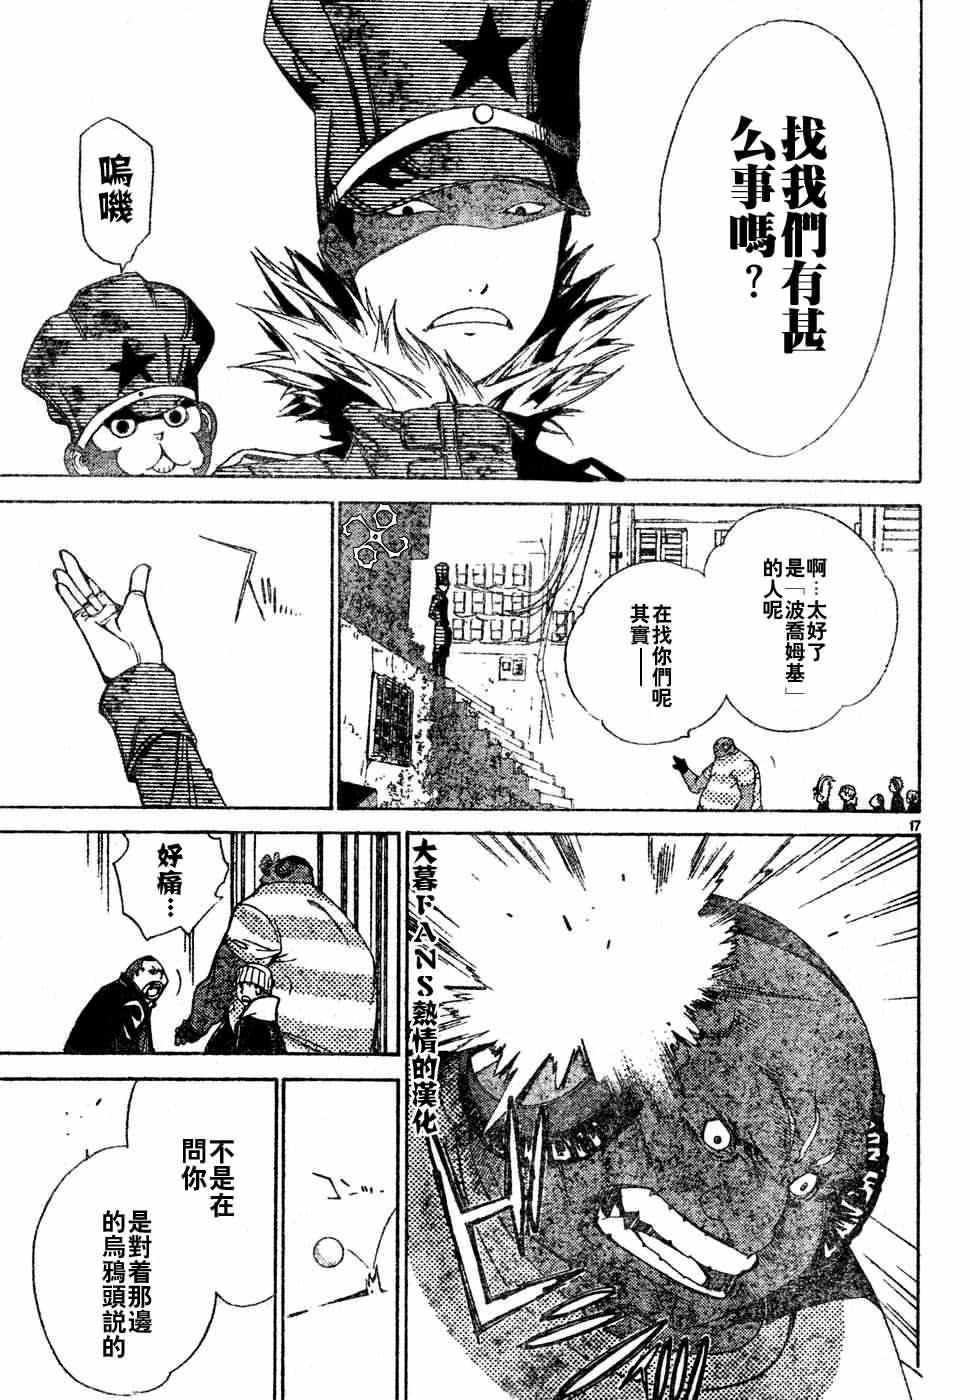 找我們有甚
么事嗎？
嗚嘰
啊…太好了
是「波喬姆基」
的人呢
在找你們呢
其實——
17
大暮FANS熱情的漢化
好痛…
不是在
問你
是對着那邊
的烏鴉頭説的